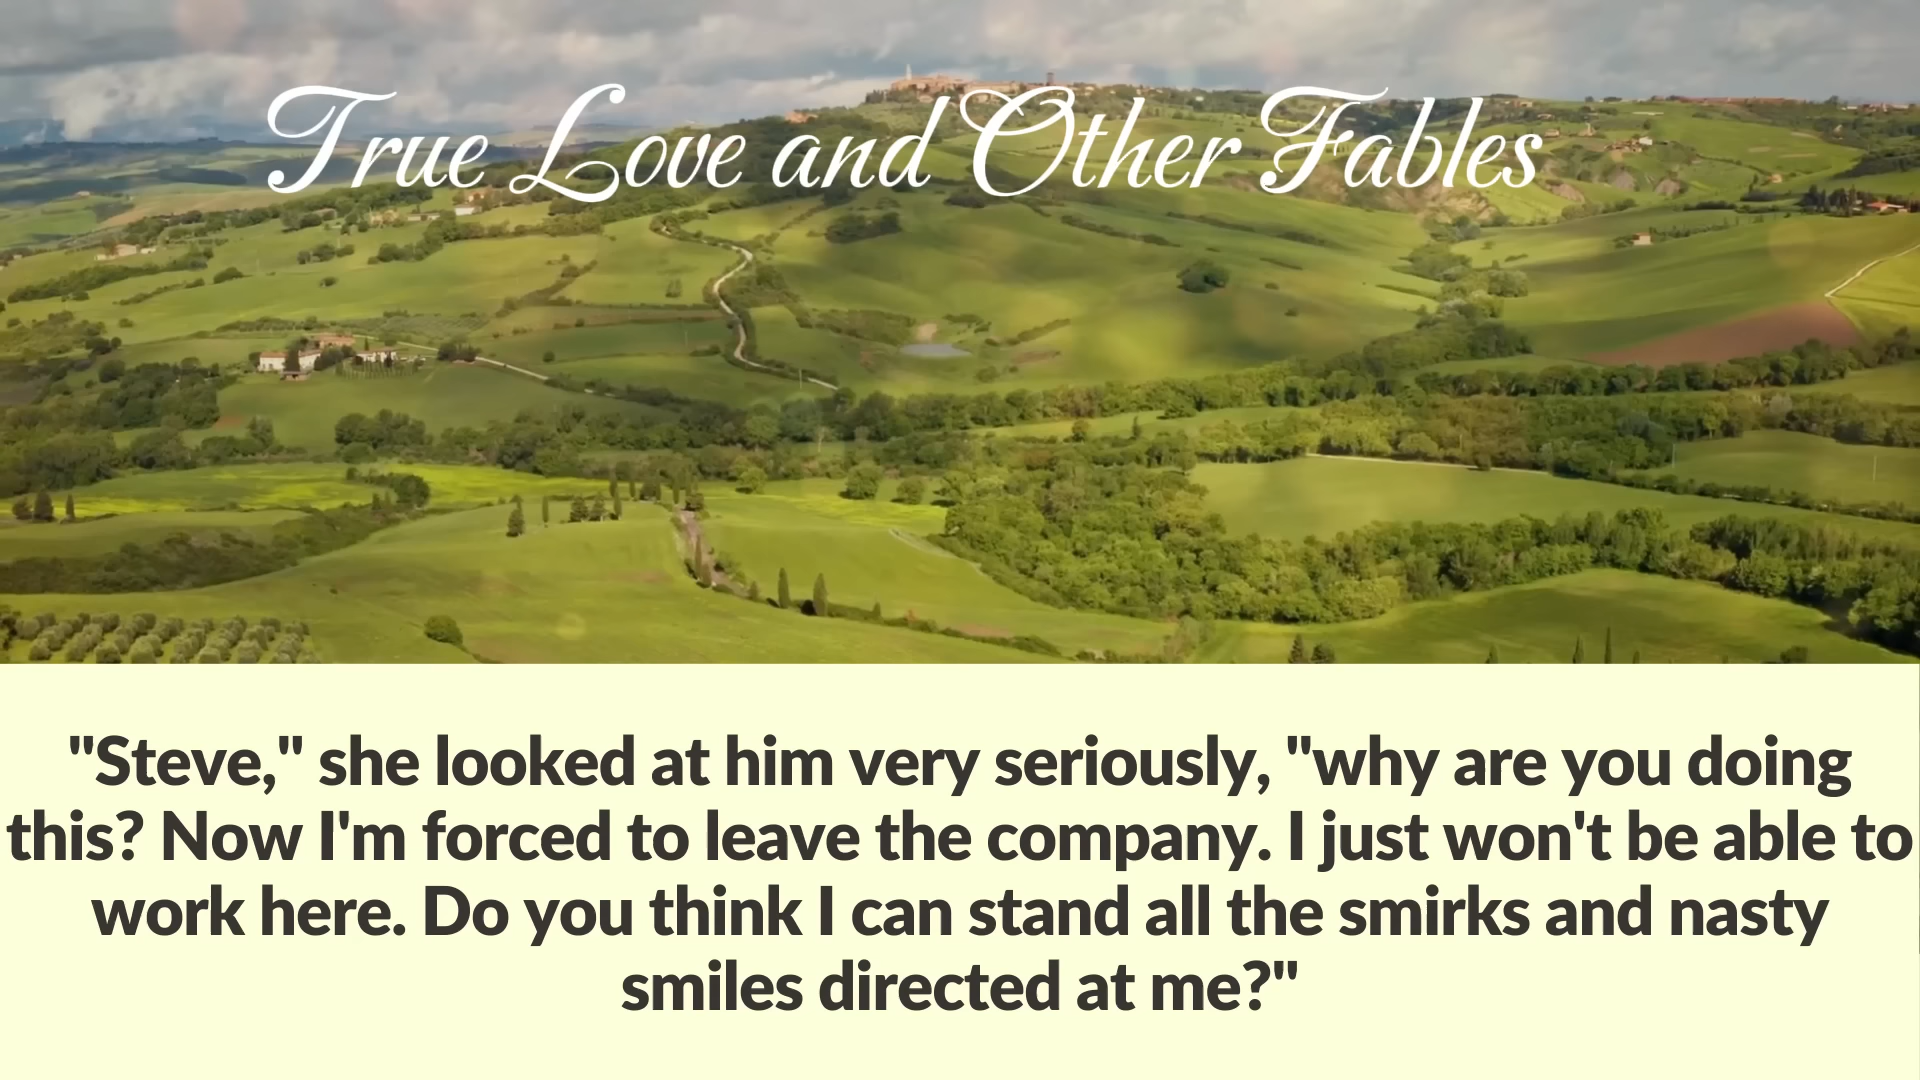 True Love and Other Fables
"Steve," she looked at him very seriously, "why are you doing
this? Now I'm forced to leave the company. I just won't be able to
work here. Do you think I can stand all the smirks and nasty
smiles directed at me?"